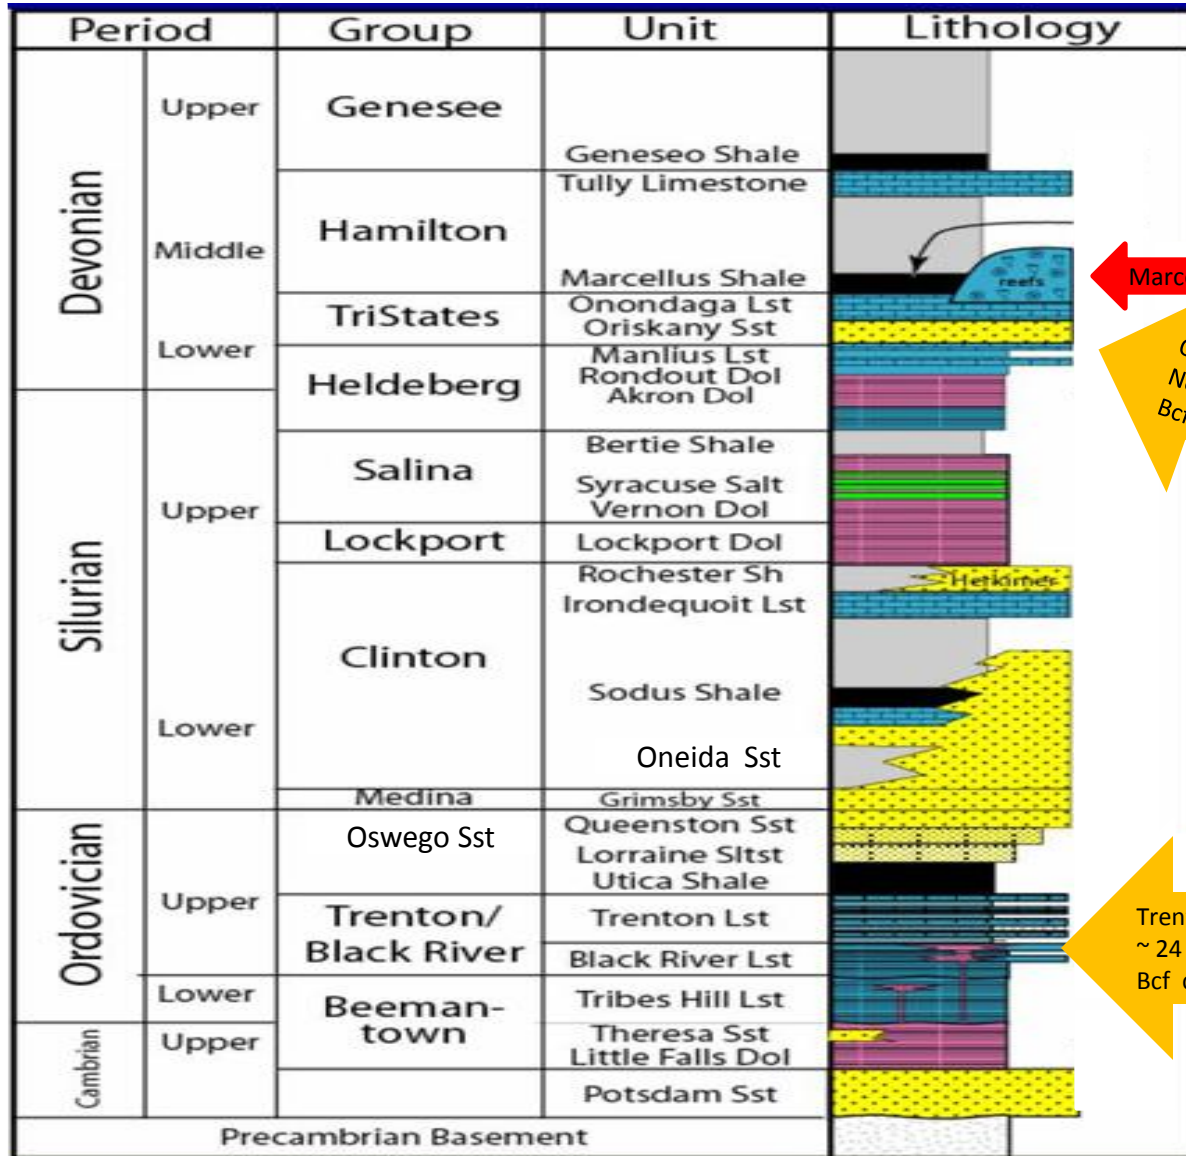 Period Group Unit Lithology
Devonian
Upper
Genesee
Geneseo Shale
Tully Limestone
Middle
Hamilton
Marcellus Shale
reefs
TriStates
Onondaga Lst
Oriskany Sst
Lower
Heldeberg
Manlius Lst
Rondout Dol
Akron Dol
Silurian
Upper
Salina
Bertie Shale
Syracuse Salt
Vernon Dol
Lockport
Lockport Dol
Clinton
Rochester Sh
Herkimer
Irondequoit Lst
Sodus Shale
Lower
Oneida Sst
Medina
Grimsby Sst
Ordovician
Upper
Oswego Sst
Queenston Sst
Lorraine Sltst
Utica Shale
Trenton/
Black River
Trenton Lst
Black River Lst
Lower
Beeman-
town
Tribes Hill Lst
Cambrian
Upper
Theresa Sst
Little Falls Dol
Potsdam Sst
Precambrian Basement
Marce
Bcf
Tren
~ 24
Bcf